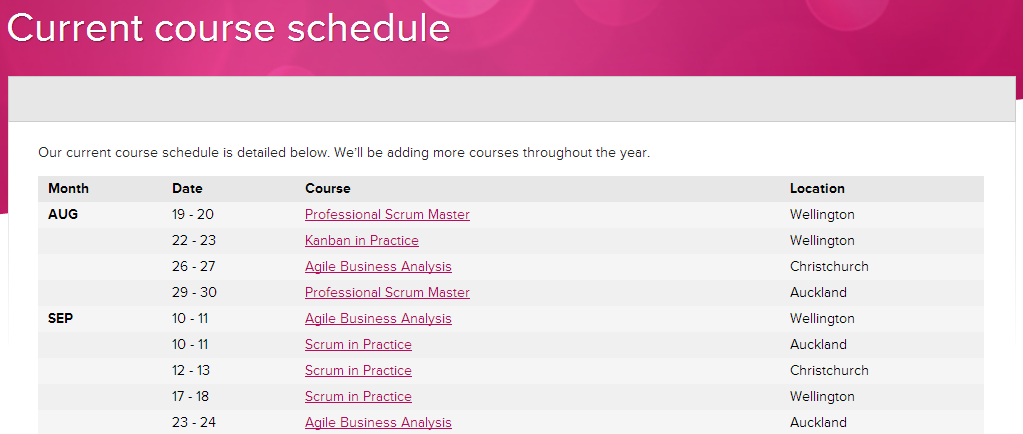 Current course schedule
Our current course schedule is detailed below. We'll be adding more courses throughout the year.
Month Date Course Location
AUG 19 - 20 Professional Scrum Master Wellington
22 - 23 Kanban in Practice Wellington
26 - 27 Agile Business Analysis Christchurch
29 - 30 Professional Scrum Master Auckland
SEP 10 - 11 Agile Business Analysis Wellington
10 - 11 Scrum in Practice Auckland
12 - 13 Scrum in Practice Christchurch
17 - 18 Scrum in Practice Wellington
23 - 24 Agile Business Analysis Auckland